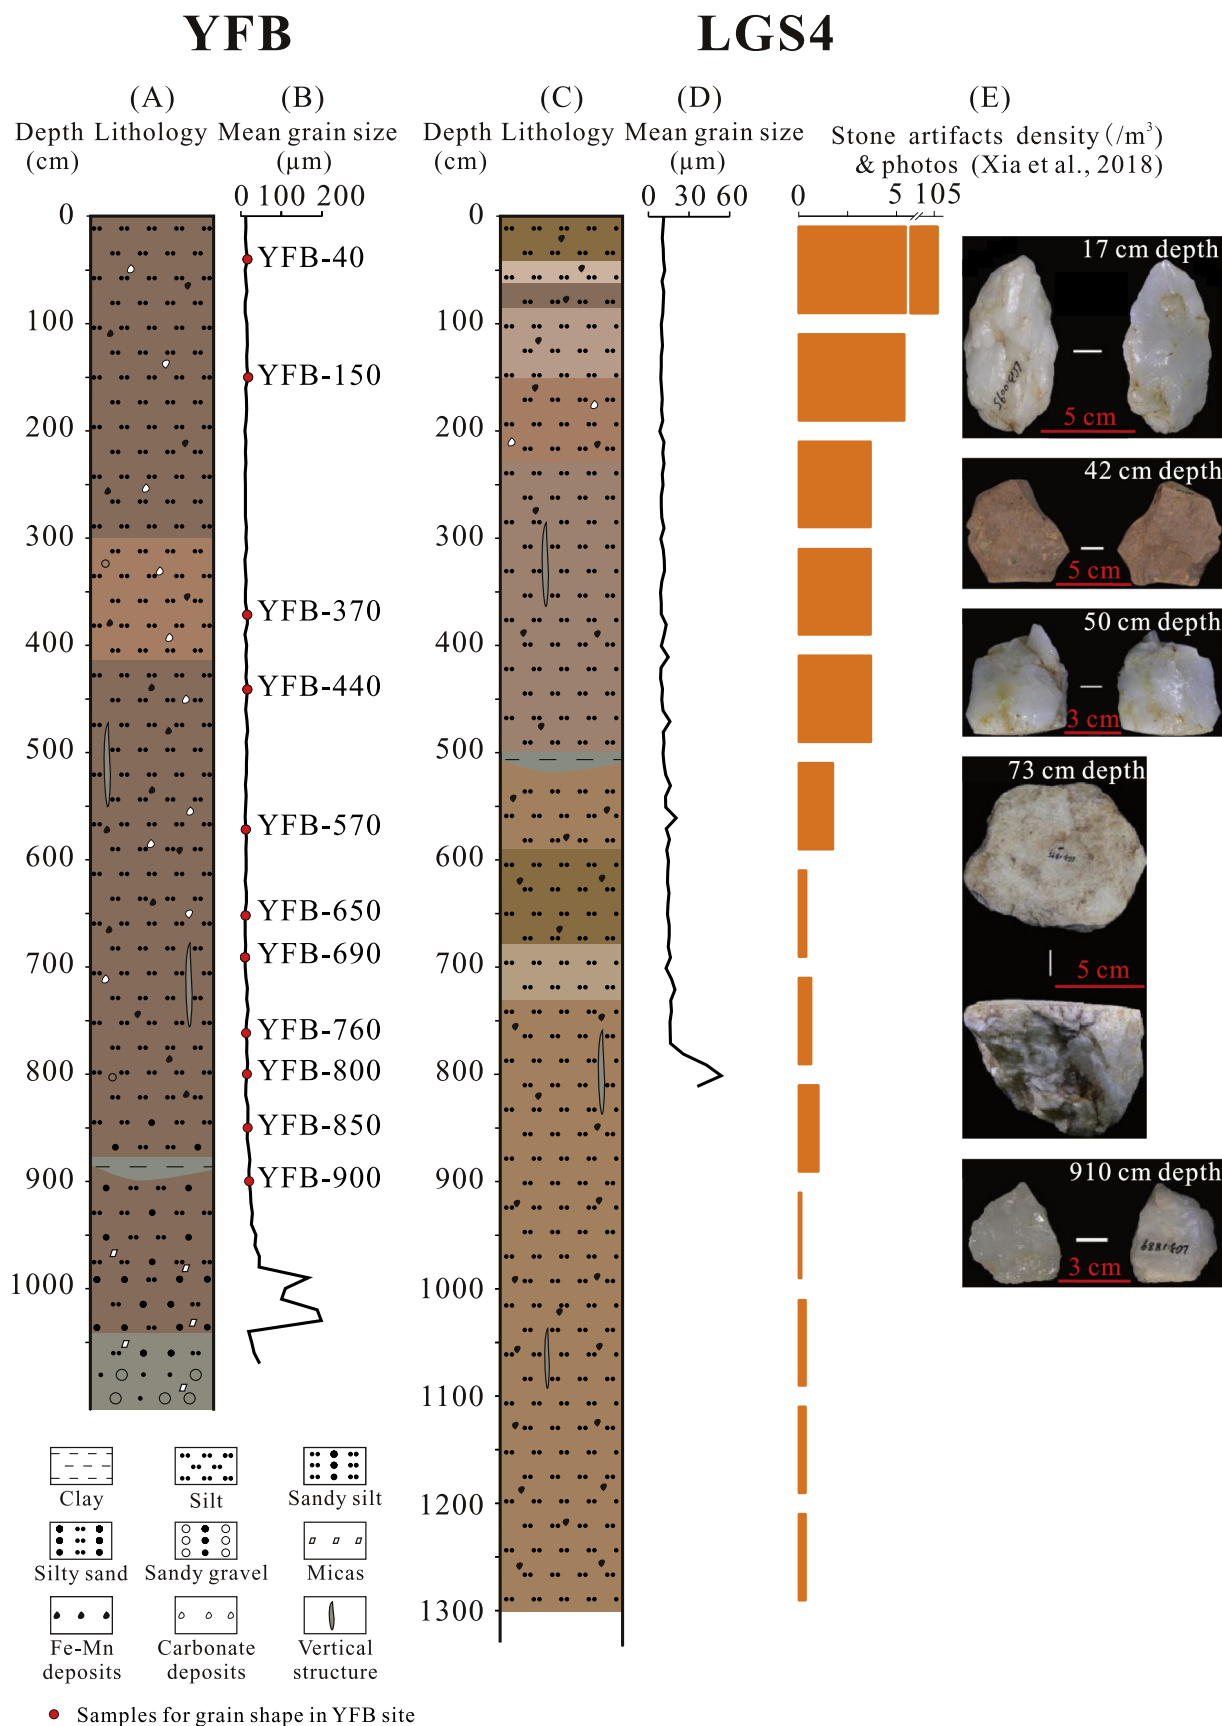 YFB
LGS4
(A)
(B)
(C)
(D)
(E)
Depth Lithology Mean grain size
(cm)
(μm)
Depth Lithology Mean grain size
(cm)
(μm)
Stone artifacts density (/m³)
& photos (Xia et al., 2018)
0 100 200
0 30 60
0 5 105
0
100
200
300
400
500
600
700
800
900
1000
YFB-40
YFB-150
YFB-370
YFB-440
YFB-570
YFB-650
YFB-690
YFB-760
YFB-800
YFB-850
YFB-900
0
100
200
300
400
500
600
700
800
900
1000
1100
1200
1300
17 cm depth
5 cm
42 cm depth
5 cm
50 cm depth
3 cm
73 cm depth
5 cm
910 cm depth
3 cm
Clay
Silt
Sandy silt
Silty sand
Sandy gravel
Micas
Fe-Mn
deposits
Carbonate
deposits
Vertical
structure
Samples for grain shape in YFB site